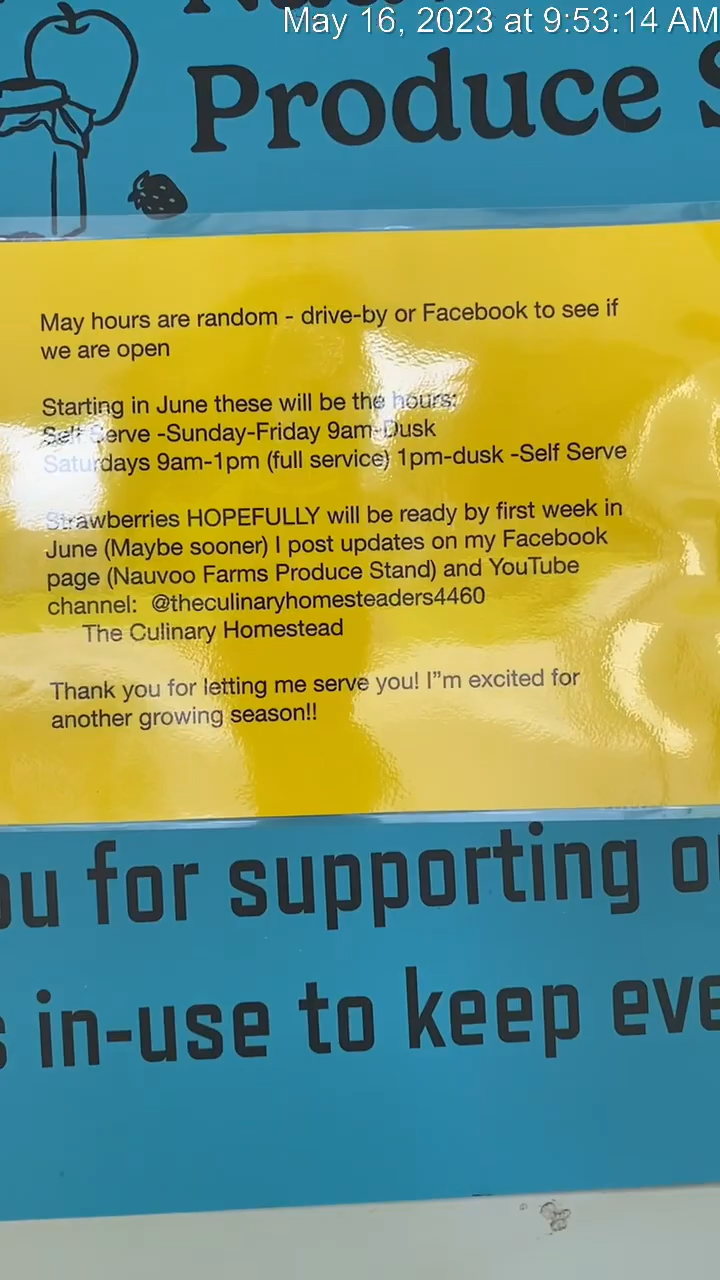 May 16, 2023 at 9:53:14 AM
Produce S
May hours are random - drive-by or Facebook to see if
we are open
Starting in June these will be the hours:
Self Serve -Sunday-Friday 9am-Dusk
Saturdays 9am-1pm (full service) 1pm-dusk -Self Serve
Strawberries HOPEFULLY will be ready by first week in
June (Maybe sooner) I post updates on my Facebook
page (Nauvoo Farms Produce Stand) and YouTube
channel:  @theculinaryhomesteaders4460
The Culinary Homestead
Thank you for letting me serve you! I"m excited for
another growing season!!
ou for supporting o
s in-use to keep eve